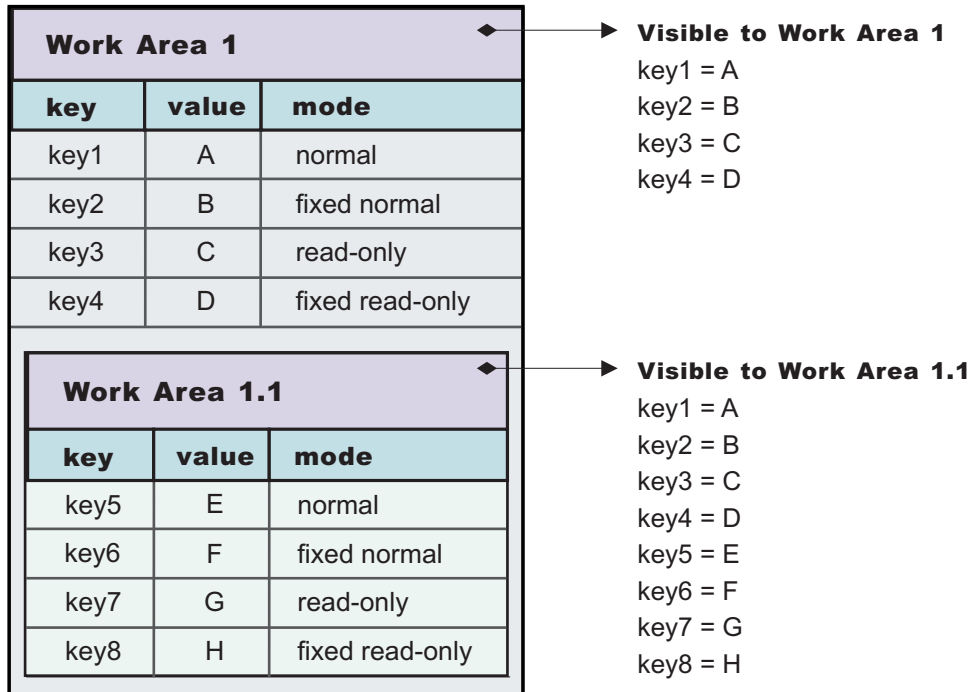 Work Area 1
key value mode
key1 A normal
key2 B fixed normal
key3 C read-only
key4 D fixed read-only
Visible to Work Area 1
key1 = A
key2 = B
key3 = C
key4 = D
Work Area 1.1
key value mode
key5 E normal
key6 F fixed normal
key7 G read-only
key8 H fixed read-only
Visible to Work Area 1.1
key1 = A
key2 = B
key3 = C
key4 = D
key5 = E
key6 = F
key7 = G
key8 = H